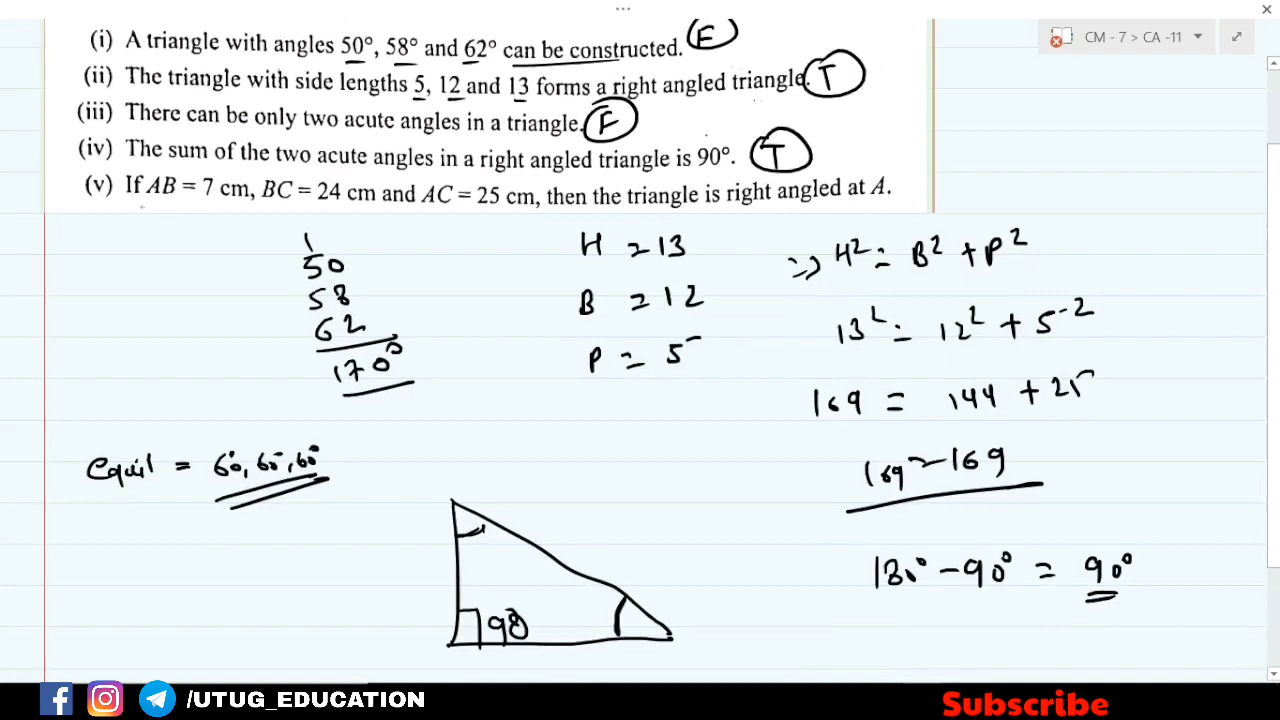 (i) A triangle with angles 50°, 58° and 62° can be constructed. F
(ii) The triangle with side lengths 5, 12 and 13 forms a right angled triangle. T
(iii) There can be only two acute angles in a triangle. F
(iv) The sum of the two acute angles in a right angled triangle is 90°. T
(v) If AB = 7 cm, BC = 24 cm and AC = 25 cm, then the triangle is right angled at A.
CM - 7 > CA -11
1
50
58
62
170°
H = 13
B = 12
P = 5
=> H² = B² + P²
13² = 12² + 5²
169 = 144 + 25
169 = 169
Equil = 60°, 60°, 60°
90
180° - 90° = 90°
/UTUG_EDUCATION
Subscribe